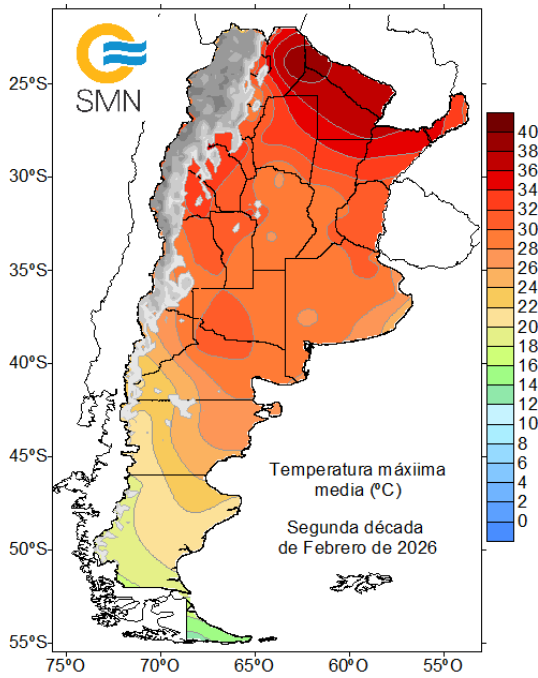 SMN
25°S
30°S
35°S
40°S
45°S
50°S
55°S
75°O
70°O
65°O
60°O
55°O
40
38
36
34
32
30
28
26
24
22
20
18
16
14
12
10
8
6
4
2
0
Temperatura máxiima
media (ºC)
Segunda década
de Febrero de 2026